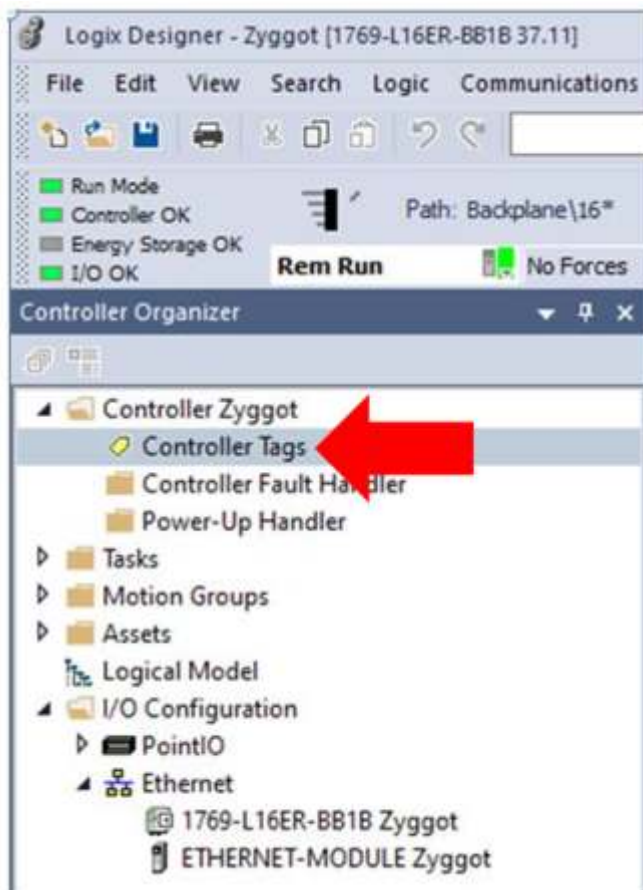 Logix Designer - Zyggot [1769-L16ER-BB1B 37.11]
File Edit View Search Logic Communications
Run Mode
Controller OK
Energy Storage OK
I/O OK
Path: Backplane\16*
Rem Run
No Forces
Controller Organizer
Controller Zyggot
Controller Tags
Controller Fault Handler
Power-Up Handler
Tasks
Motion Groups
Assets
Logical Model
I/O Configuration
PointIO
Ethernet
1769-L16ER-BB1B Zyggot
ETHERNET-MODULE Zyggot